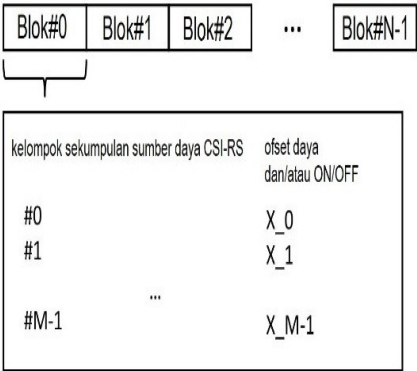 Blok#0 Blok#1 Blok#2 ... Blok#N-1
kelompok sekumpulan sumber daya CSI-RS ofset daya
dan/atau ON/OFF
#0 X_0
#1 X_1
...
#M-1 X_M-1